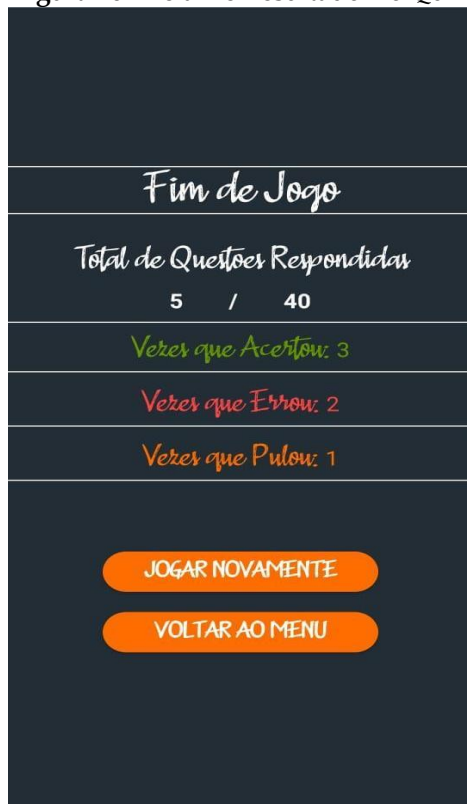 Fim de Jogo
Total de Questões Respondidas
5 / 40
Vezes que Acertou: 3
Vezes que Errou: 2
Vezes que Pulou: 1
JOGAR NOVAMENTE
VOLTAR AO MENU